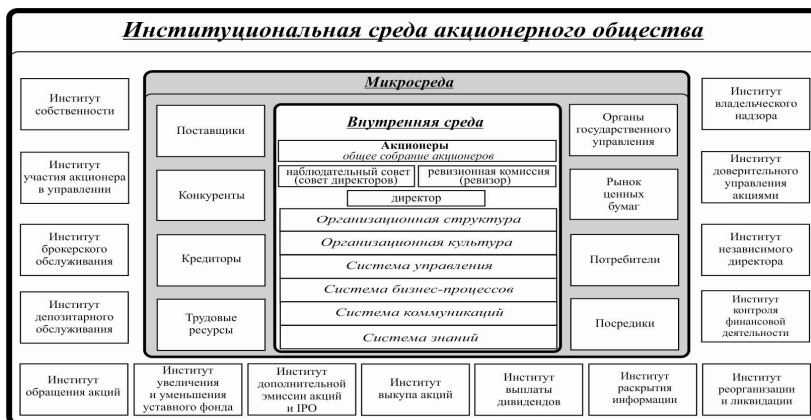 Институциональная среда акционерного общества
Институт
собственности
Институт
участия акционера
в управлении
Институт
брокерского
обслуживания
Институт
депозитарного
обслуживания
Микросреда
Поставщики
Конкуренты
Кредиторы
Трудовые
ресурсы
Внутренняя среда
Акционеры
общее собрание акционеров
наблюдательный совет
(совет директоров)
ревизионная комиссия
(ревизор)
директор
Организационная структура
Организационная культура
Система управления
Система бизнес-процессов
Система коммуникаций
Система знаний
Органы
государственного
управления
Рынок
ценных
бумаг
Потребители
Посредики
Институт
владельческого
надзора
Институт
доверительного
управления
акциями
Институт
независимого
директора
Институт
контроля
финансовой
деятельности
Институт
обращения акций
Институт
увеличения
и уменьшения
уставного фонда
Институт
дополнительной
эмиссии акций
и IPO
Институт
выкупа акций
Институт
выплаты
дивидендов
Институт
раскрытия
информации
Институт
реорганизации
и ликвидации